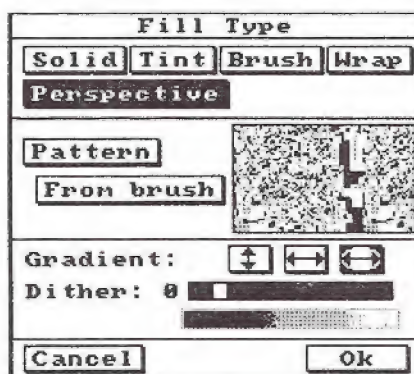 Fill Type
Solid Tint Brush Wrap
Perspective
Pattern
From brush
Gradient:
Dither: 0
Cancel Ok